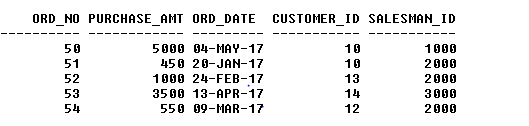 ORD_NO PURCHASE_AMT ORD_DATE CUSTOMER_ID SALESMAN_ID
---------- ------------ --------- ----------- -----------
50 5000 04-MAY-17 10 1000
51 450 20-JAN-17 10 2000
52 1000 24-FEB-17 13 2000
53 3500 13-APR-17 14 3000
54 550 09-MAR-17 12 2000